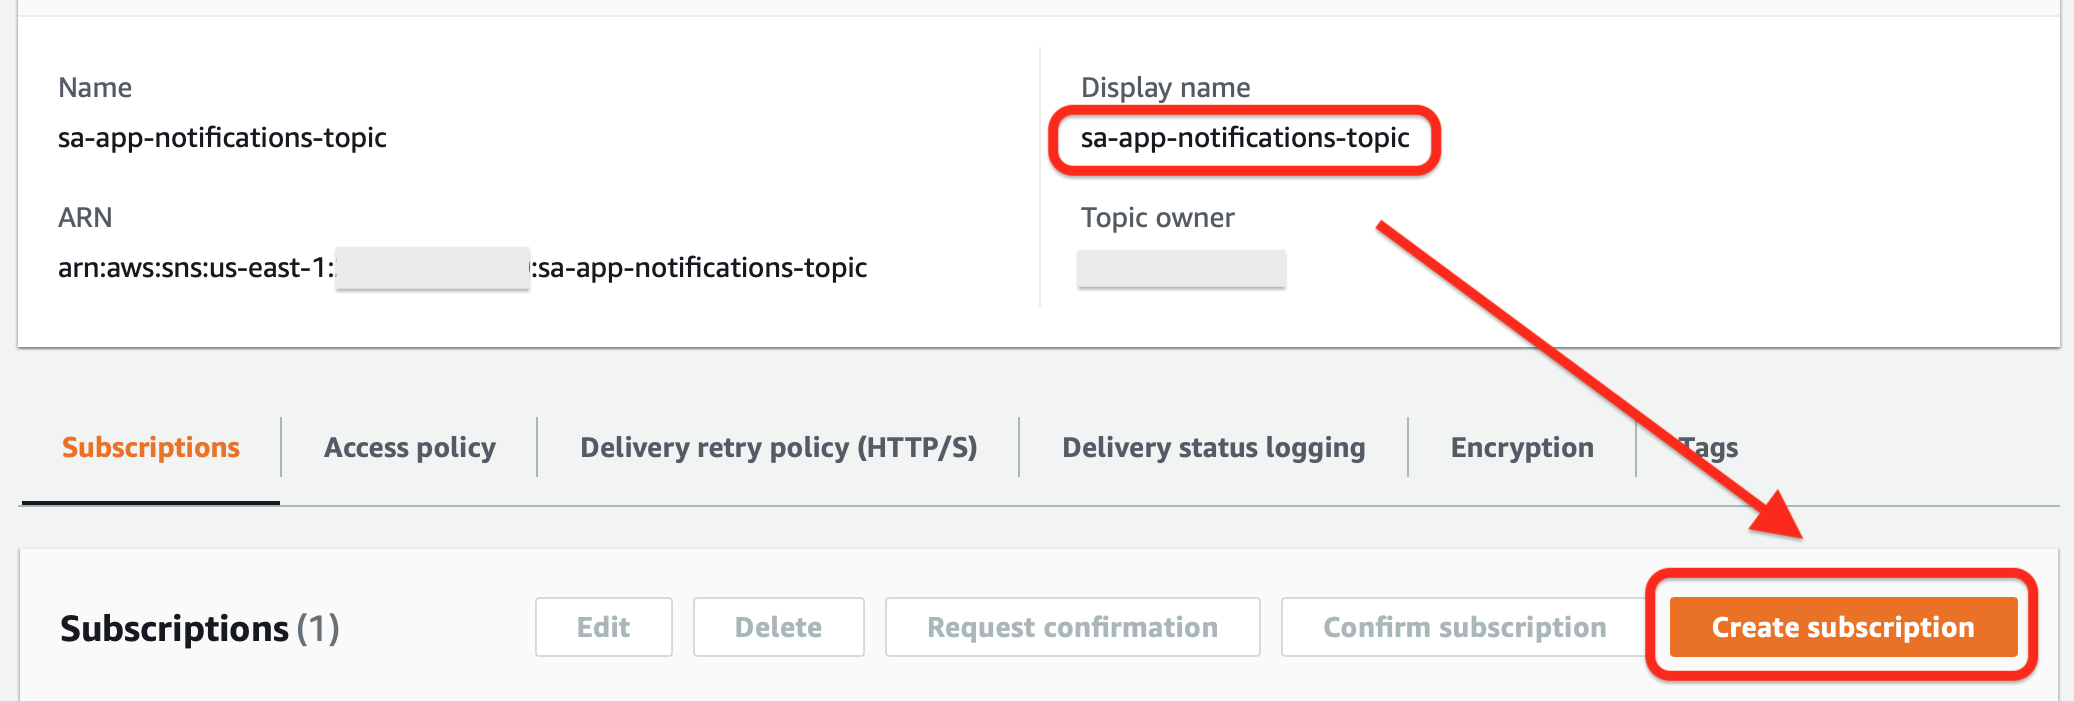 Name
sa-app-notifications-topic
Display name
sa-app-notifications-topic
ARN
arn:aws:sns:us-east-1: :sa-app-notifications-topic
Topic owner
Subscriptions
Access policy
Delivery retry policy (HTTP/S)
Delivery status logging
Encryption
Tags
Subscriptions (1)
Edit
Delete
Request confirmation
Confirm subscription
Create subscription